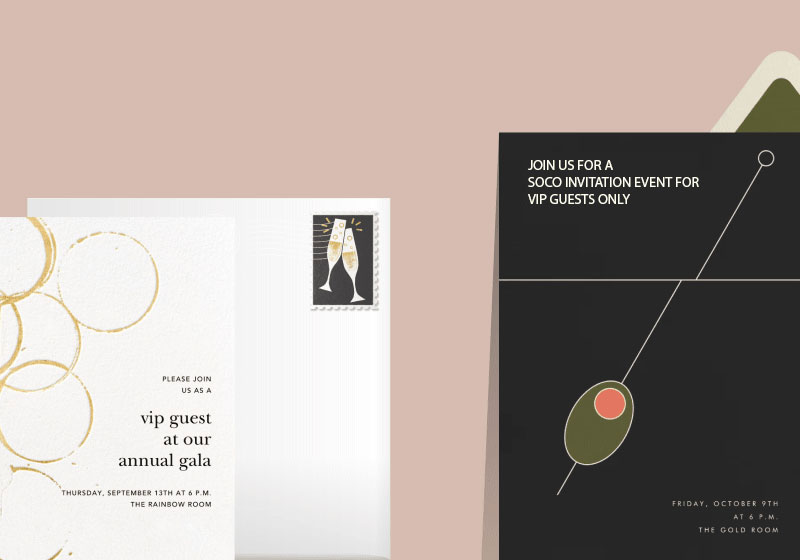 PLEASE JOIN
US AS A
vip guest
at our
annual gala
THURSDAY, SEPTEMBER 13TH AT 6 P.M.
THE RAINBOW ROOM
JOIN US FOR A
SOCO INVITATION EVENT FOR
VIP GUESTS ONLY
FRIDAY, OCTOBER 9TH
AT 6 P.M.
THE GOLD ROOM